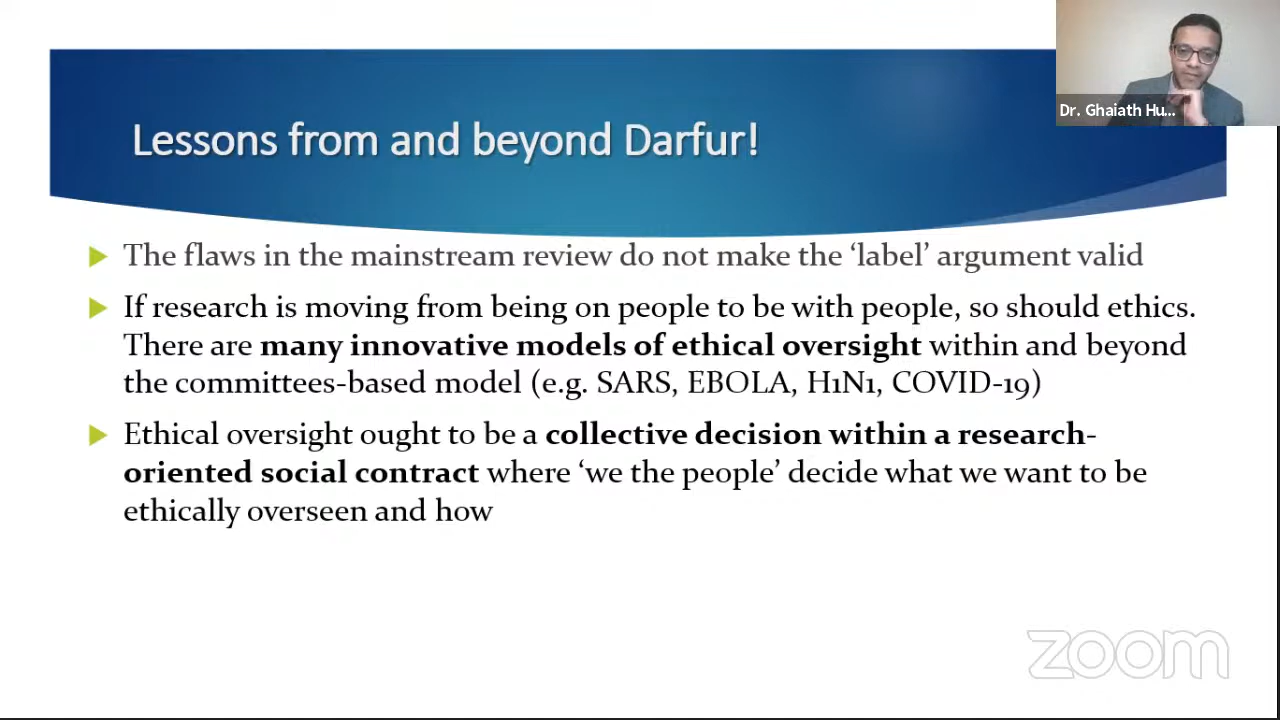 Dr. Ghaiath Hu...
Lessons from and beyond Darfur!
The flaws in the mainstream review do not make the ‘label’ argument valid
If research is moving from being on people to be with people, so should ethics.
There are many innovative models of ethical oversight within and beyond
the committees-based model (e.g. SARS, EBOLA, H1N1, COVID-19)
Ethical oversight ought to be a collective decision within a research-
oriented social contract where ‘we the people’ decide what we want to be
ethically overseen and how
zoom